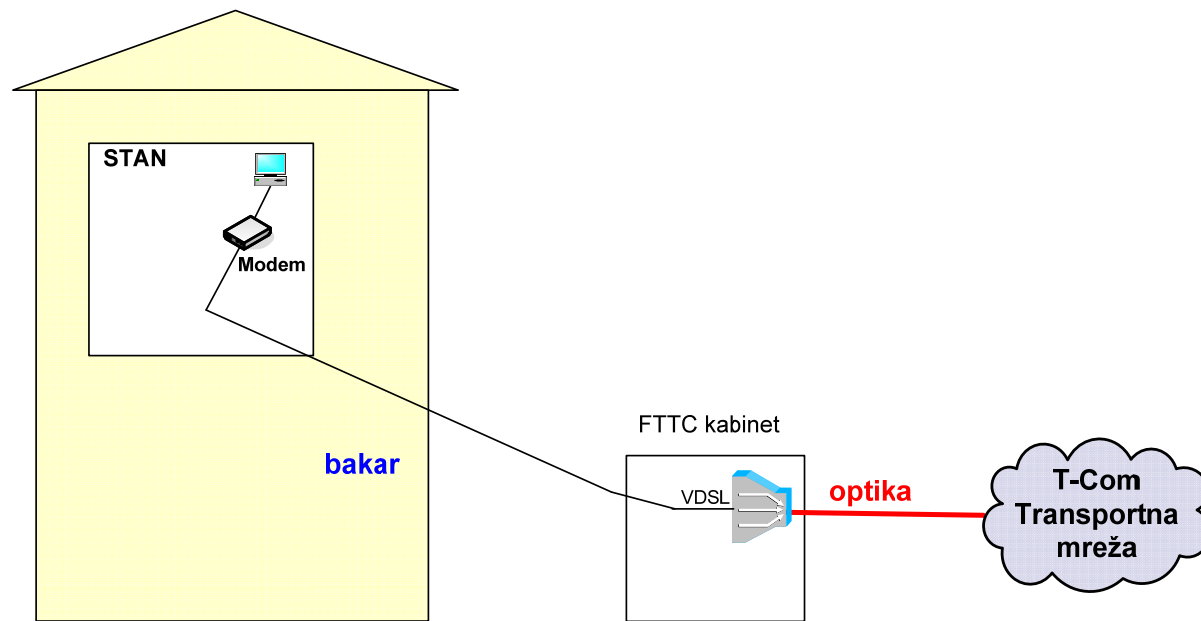 STAN
Modem
FTTC kabinet
bakar
VDSL
optika
T-Com
Transportna
mreža